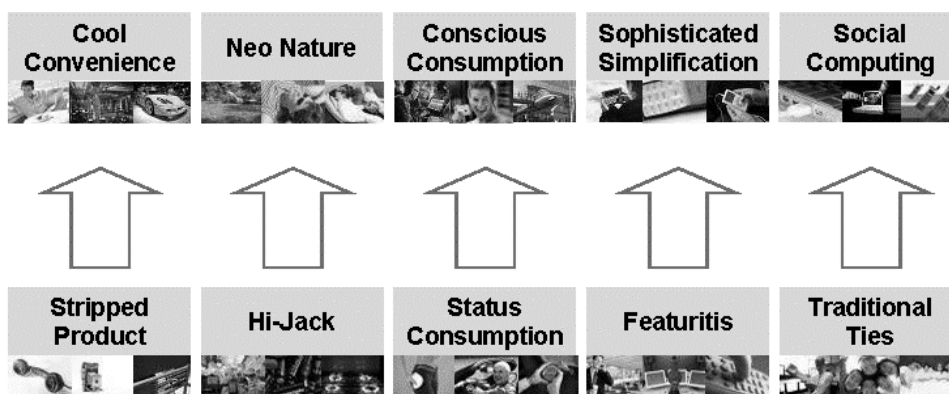 Cool
Convenience
Neo Nature
Conscious
Consumption
Sophisticated
Simplification
Social
Computing
Stripped
Product
Hi-Jack
Status
Consumption
Featuritis
Traditional
Ties